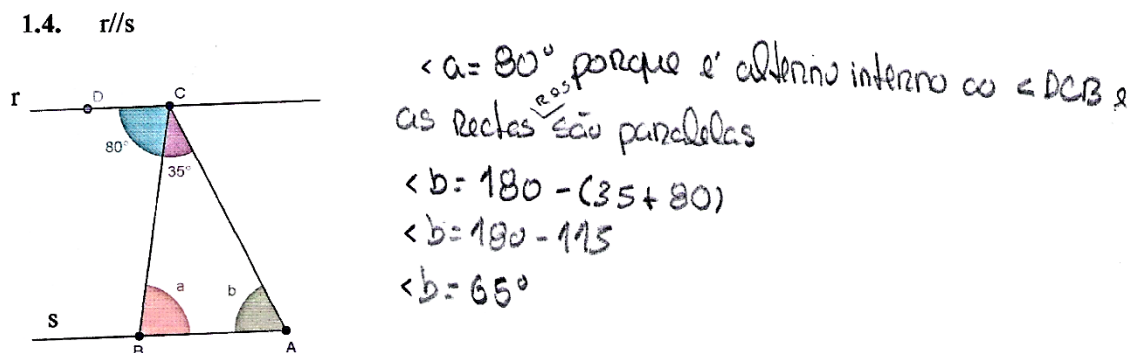 1.4. r//s
r
D
C
80°
35°
a
b
s
B
A
< a = 80° porque é alterno interno ao < DCB e
as Rectas r e s são paralelas
< b = 180 - (35 + 80)
< b = 180 - 115
< b = 65°